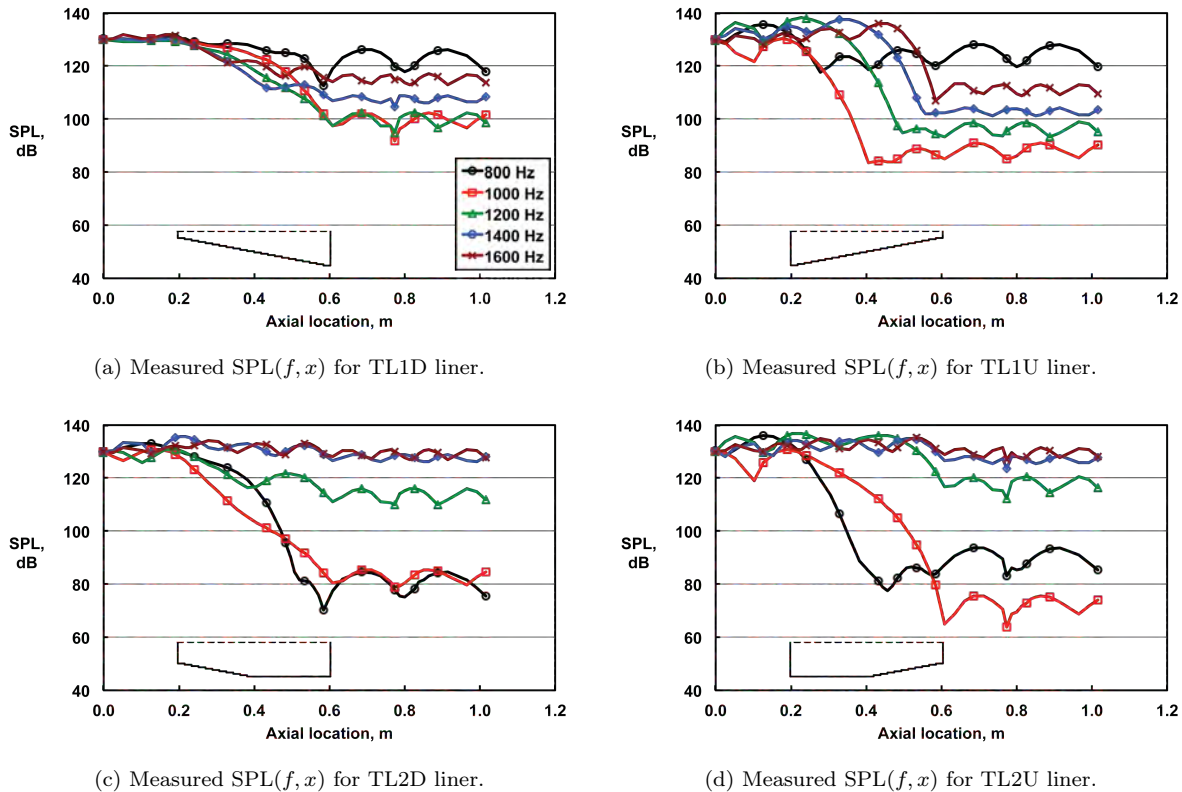 140
120
100
80
60
40
SPL,
dB
800 Hz
1000 Hz
1200 Hz
1400 Hz
1600 Hz
0.0 0.2 0.4 0.6 0.8 1.0 1.2
Axial location, m
(a) Measured SPL(f, x) for TL1D liner.
140
120
100
80
60
40
SPL,
dB
0.0 0.2 0.4 0.6 0.8 1.0 1.2
Axial location, m
(b) Measured SPL(f, x) for TL1U liner.
140
120
100
80
60
40
SPL,
dB
0.0 0.2 0.4 0.6 0.8 1.0 1.2
Axial location, m
(c) Measured SPL(f, x) for TL2D liner.
140
120
100
80
60
40
SPL,
dB
0.0 0.2 0.4 0.6 0.8 1.0 1.2
Axial location, m
(d) Measured SPL(f, x) for TL2U liner.